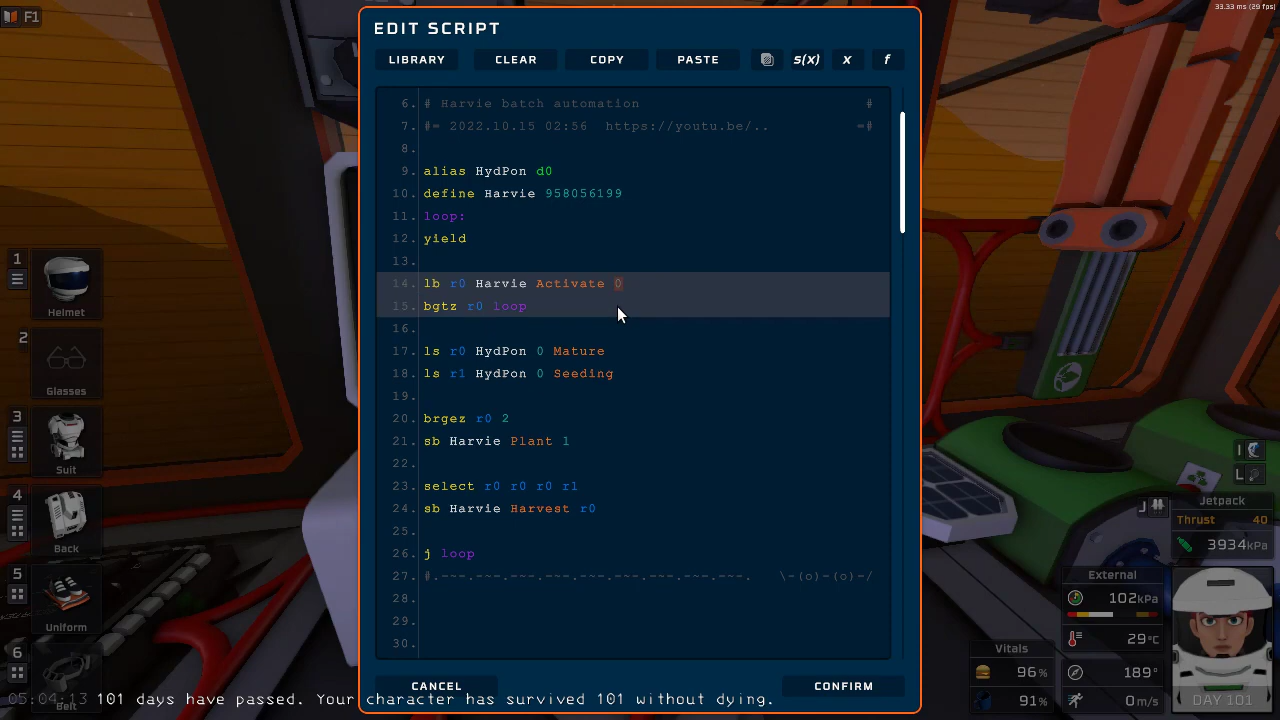 F1
33.33 ms (29 fps)
EDIT SCRIPT
LIBRARY CLEAR COPY PASTE S(X) X f
6. # Harvie batch automation #
7. #= 2022.10.15 02:56 https://youtu.be/.. =#
8.
9. alias HydPon d0
10. define Harvie 958056199
11. loop:
12. yield
13.
14. lb r0 Harvie Activate 0
15. bgtz r0 loop
16.
17. ls r0 HydPon 0 Mature
18. ls r1 HydPon 0 Seeding
19.
20. brgez r0 2
21. sb Harvie Plant 1
22.
23. select r0 r0 r0 r1
24. sb Harvie Harvest r0
25.
26. j loop
27. #.---.---.---.---.---.---.---.---.---. \-(o)-(o)-/
28.
29.
30.
CANCEL CONFIRM
1 Helmet
2 Glasses
3 Suit
4 Back
5 Uniform
6 Belt
05:04:13 101 days have passed. Your character has survived 101 without dying.
I
L
J
Jetpack
Thrust 40
3934kPa
External
102kPa
29°C
189°
0m/s
Vitals
96%
91%
DAY 101